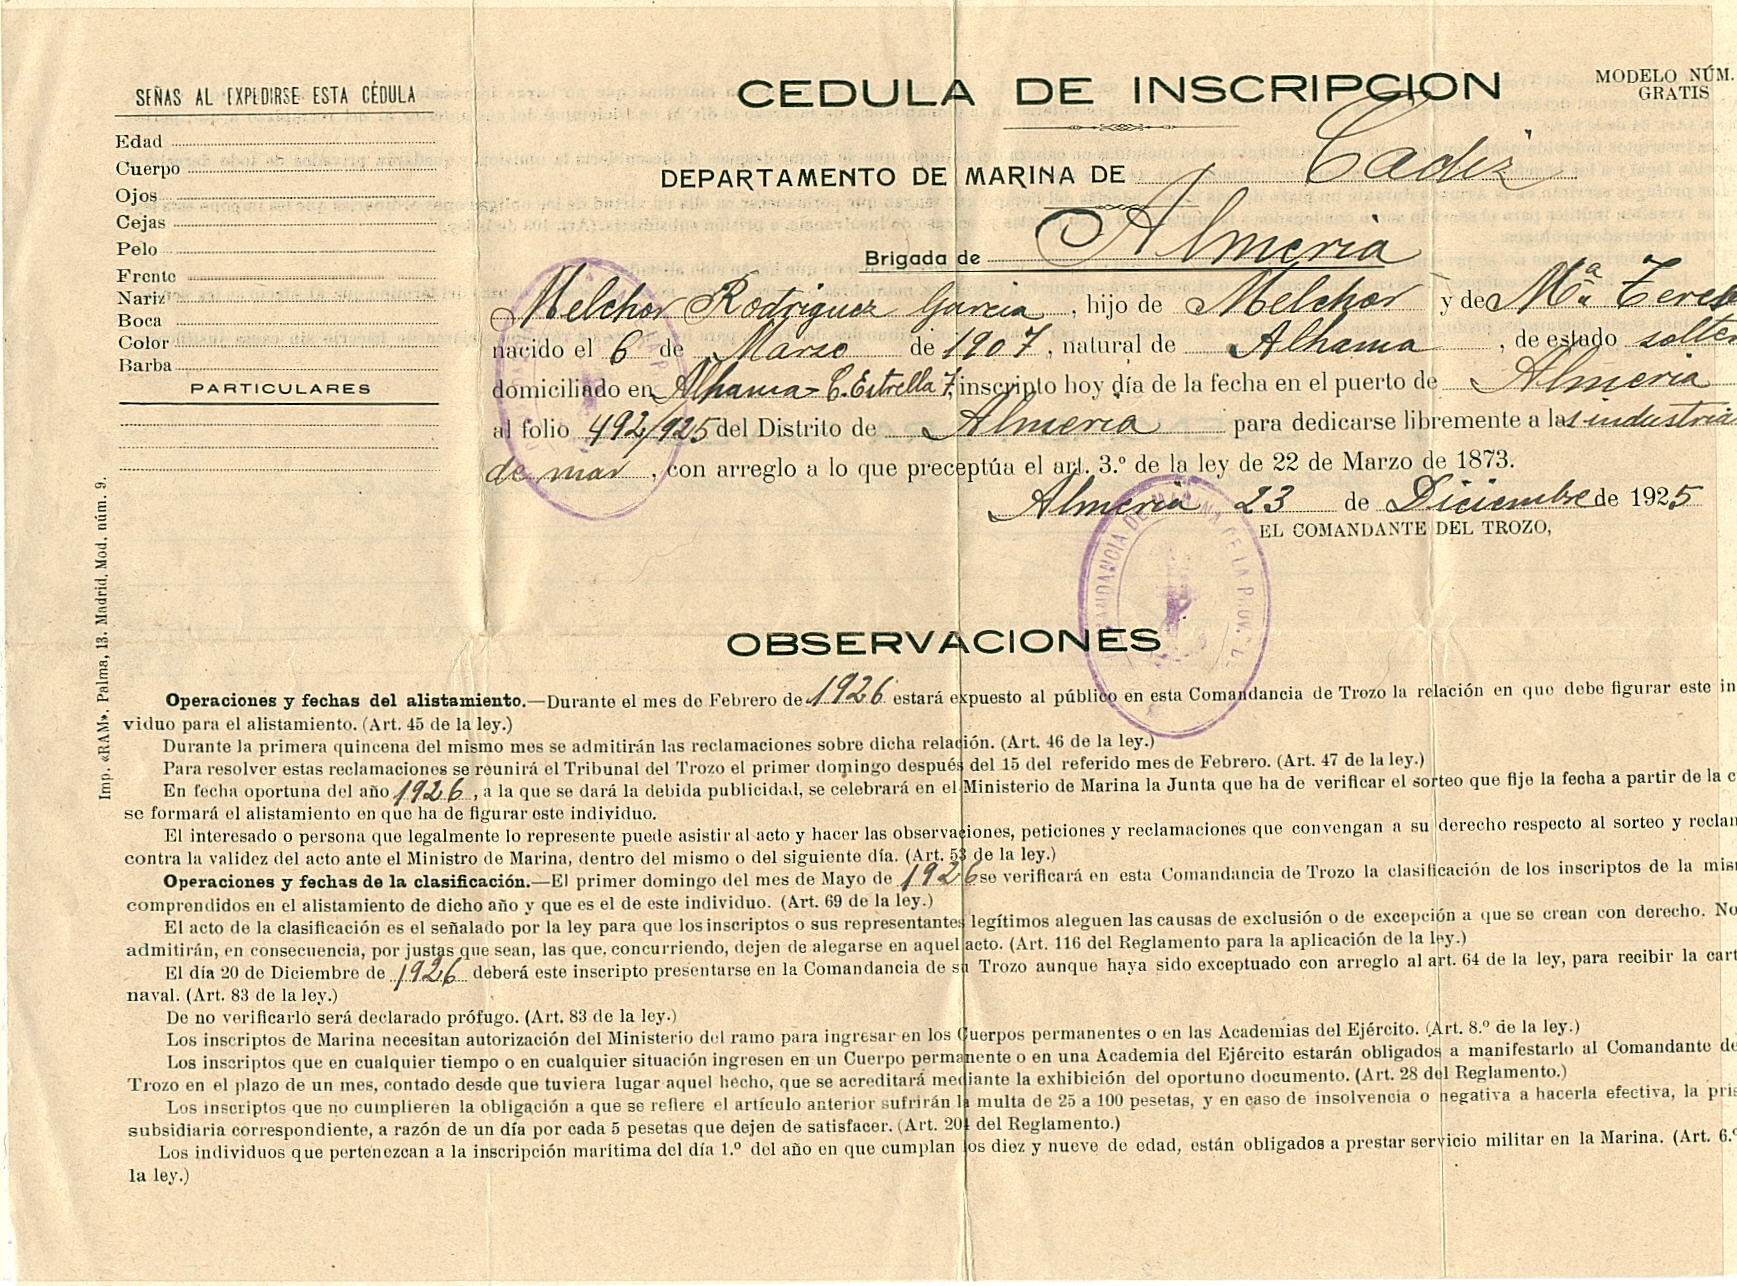 SEÑAS AL EXPEDIRSE ESTA CÉDULA
Edad
Cuerpo
Ojos
Cejas
Pelo
Frente
Nariz
Boca
Color
Barba
PARTICULARES
Imp. «RAM». Palma, 13. Madrid. Mod. núm. 9.
CEDULA DE INSCRIPCION
MODELO NÚM.
GRATIS
DEPARTAMENTO DE MARINA DE Cadiz
Brigada de Almeria
Melchor Rodriguez Garcia, hijo de Melchor y de Mª Teres
nacido el 6 de Marzo de 1907, natural de Alhama, de estado solter
domiciliado en Alhama - C. Estrella 7, inscripto hoy día de la fecha en el puerto de Almeria
al folio 492/925 del Distrito de Almeria para dedicarse libremente a las industria
de mar, con arreglo a lo que preceptúa el art. 3.º de la ley de 22 de Marzo de 1873.
Almeria 23 de Diciembre de 1925
EL COMANDANTE DEL TROZO,
COMANDANCIA DE MARINA DE LA PROV. DE
OBSERVACIONES
Operaciones y fechas del alistamiento.—Durante el mes de Febrero de 1926 estará expuesto al público en esta Comandancia de Trozo la relación en que debe figurar este in
viduo para el alistamiento. (Art. 45 de la ley.)
Durante la primera quincena del mismo mes se admitirán las reclamaciones sobre dicha relación. (Art. 46 de la ley.)
Para resolver estas reclamaciones se reunirá el Tribunal del Trozo el primer domingo después del 15 del referido mes de Febrero. (Art. 47 de la ley.)
En fecha oportuna del año 1926, a la que se dará la debida publicidad, se celebrará en el Ministerio de Marina la Junta que ha de verificar el sorteo que fije la fecha a partir de la c
se formará el alistamiento en que ha de figurar este individuo.
El interesado o persona que legalmente lo represente puede asistir al acto y hacer las observaciones, peticiones y reclamaciones que convengan a su derecho respecto al sorteo y reclam
contra la validez del acto ante el Ministro de Marina, dentro del mismo o del siguiente día. (Art. 53 de la ley.)
Operaciones y fechas de la clasificación.—El primer domingo del mes de Mayo de 1926 se verificará en esta Comandancia de Trozo la clasificación de los inscriptos de la mism
comprendidos en el alistamiento de dicho año y que es el de este individuo. (Art. 69 de la ley.)
El acto de la clasificación es el señalado por la ley para que los inscriptos o sus representantes legítimos aleguen las causas de exclusión o de excepción a que se crean con derecho. No
admitirán, en consecuencia, por justas que sean, las que, concurriendo, dejen de alegarse en aquel acto. (Art. 116 del Reglamento para la aplicación de la ley.)
El día 20 de Diciembre de 1926 deberá este inscripto presentarse en la Comandancia de su Trozo aunque haya sido exceptuado con arreglo al art. 64 de la ley, para recibir la cart
naval. (Art. 83 de la ley.)
De no verificarlo será declarado prófugo. (Art. 83 de la ley.)
Los inscriptos de Marina necesitan autorización del Ministerio del ramo para ingresar en los Cuerpos permanentes o en las Academias del Ejército. (Art. 8.º de la ley.)
Los inscriptos que en cualquier tiempo o en cualquier situación ingresen en un Cuerpo permanente o en una Academia del Ejército estarán obligados a manifestarlo al Comandante de
Trozo en el plazo de un mes, contado desde que tuviera lugar aquel hecho, que se acreditará mediante la exhibición del oportuno documento. (Art. 28 del Reglamento.)
Los inscriptos que no cumplieren la obligación a que se refiere el artículo anterior sufrirán la multa de 25 a 100 pesetas, y en caso de insolvencia o negativa a hacerla efectiva, la pris
subsidiaria correspondiente, a razón de un día por cada 5 pesetas que dejen de satisfacer. (Art. 204 del Reglamento.)
Los individuos que pertenezcan a la inscripción marítima del día 1.º del año en que cumplan los diez y nueve de edad, están obligados a prestar servicio militar en la Marina. (Art. 6.º
la ley.)